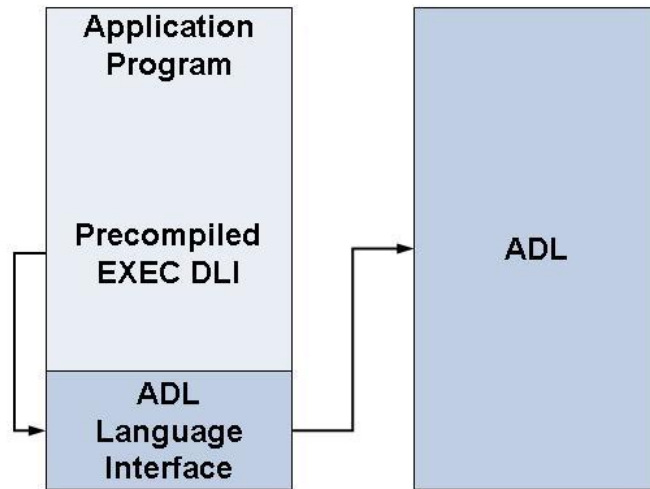 Application
Program
Precompiled
EXEC DLI
ADL
Language
Interface
ADL